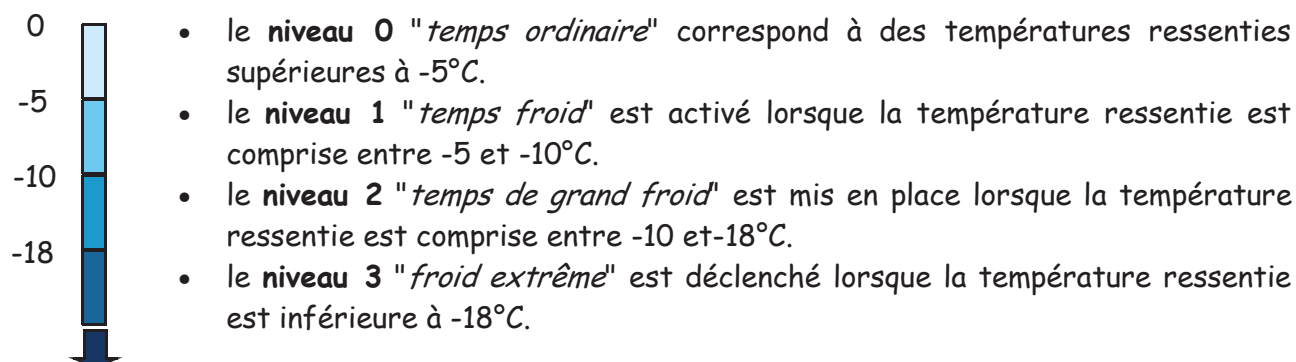 0
-5
-10
-18
• le niveau 0 "temps ordinaire" correspond à des températures ressenties
supérieures à -5°C.
• le niveau 1 "temps froid" est activé lorsque la température ressentie est
comprise entre -5 et -10°C.
• le niveau 2 "temps de grand froid" est mis en place lorsque la température
ressentie est comprise entre -10 et-18°C.
• le niveau 3 "froid extrême" est déclenché lorsque la température ressentie
est inférieure à -18°C.